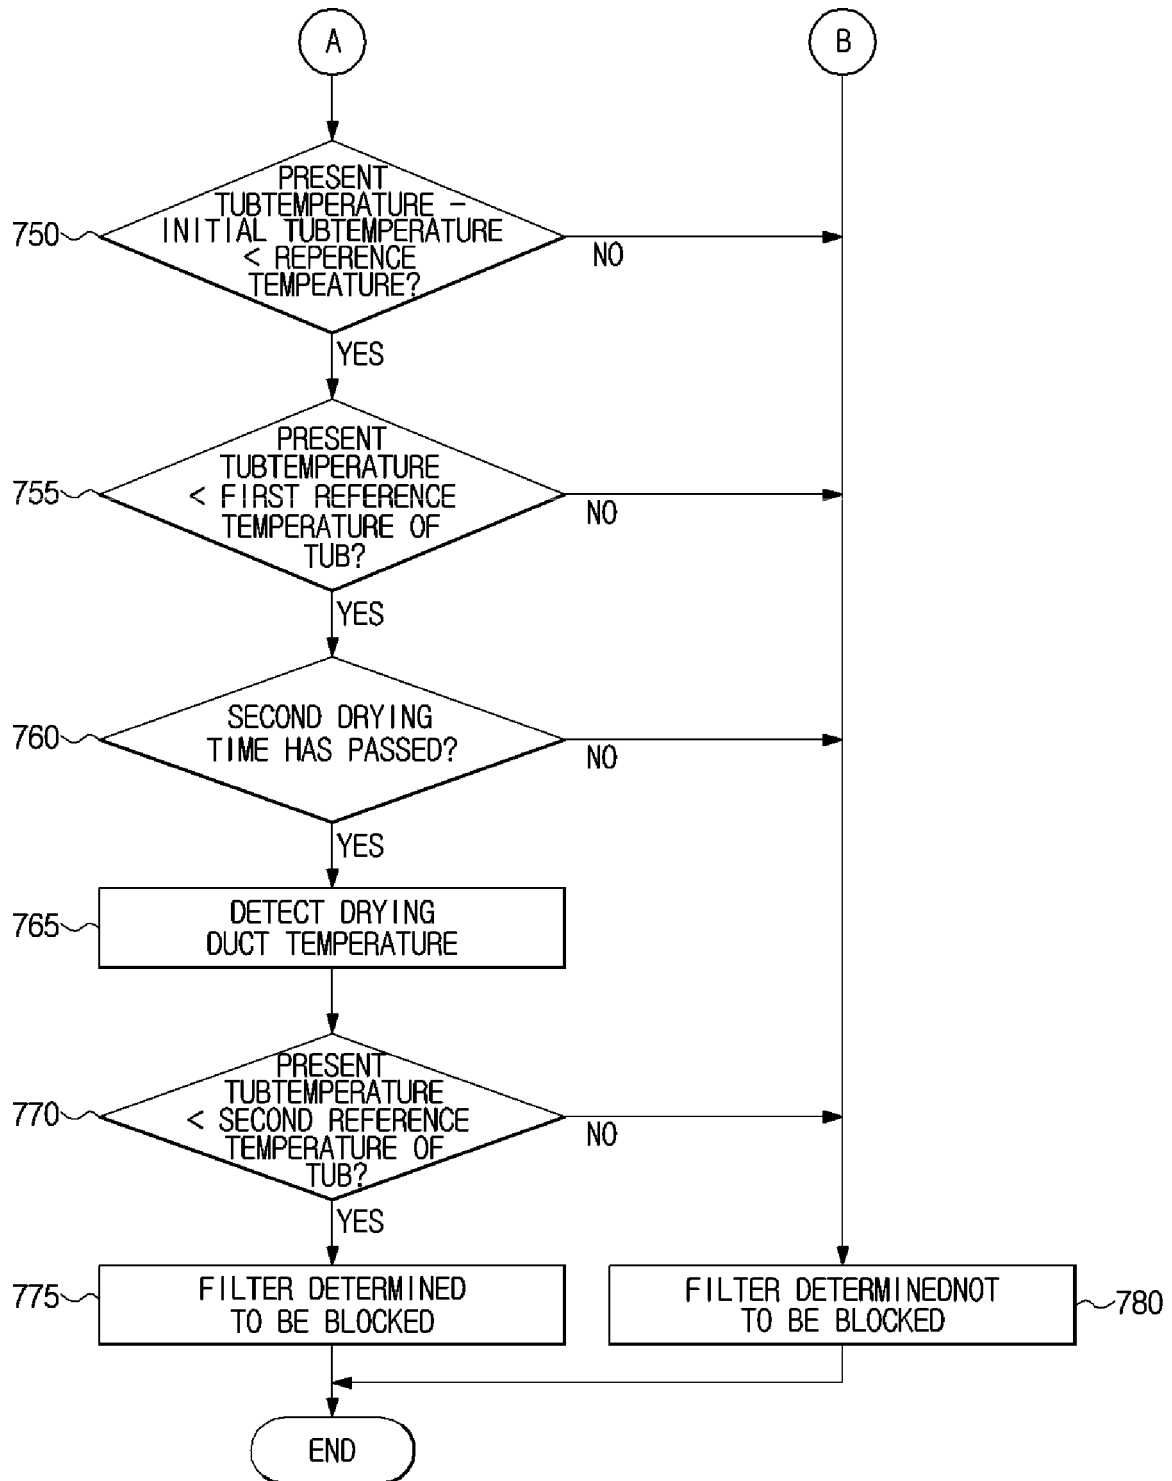 A
B
PRESENT
TUBTEMPERATURE -
INITIAL TUBTEMPERATURE
< REPERENCE
TEMPEATURE?
750
NO
YES
PRESENT
TUBTEMPERATURE
< FIRST REFERENCE
TEMPERATURE OF
TUB?
755
NO
YES
SECOND DRYING
TIME HAS PASSED?
760
NO
YES
DETECT DRYING
DUCT TEMPERATURE
765
PRESENT
TUBTEMPERATURE
< SECOND REFERENCE
TEMPERATURE OF
TUB?
770
NO
YES
FILTER DETERMINED
TO BE BLOCKED
775
FILTER DETERMINEDNOT
TO BE BLOCKED
780
END